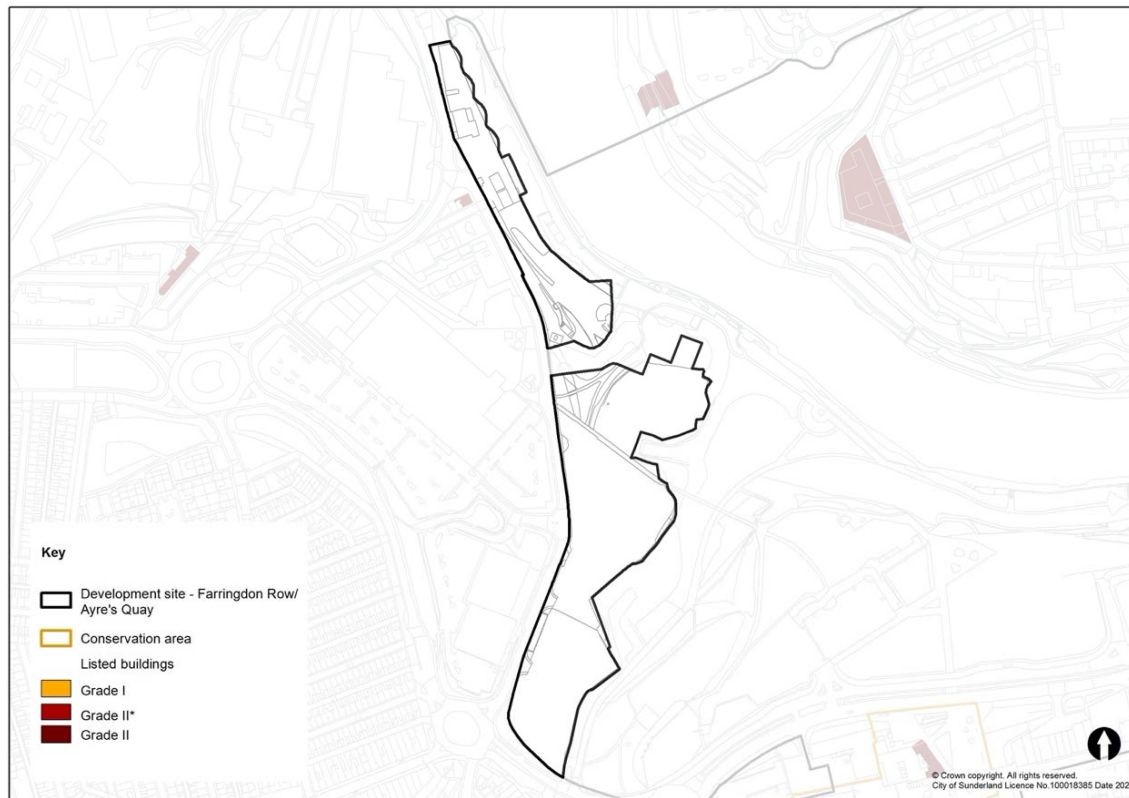 Key
Development site - Farringdon Row/
Ayre's Quay
Conservation area
Listed buildings
Grade I
Grade II*
Grade II
© Crown copyright. All rights reserved.
City of Sunderland Licence No.100018385 Date 202